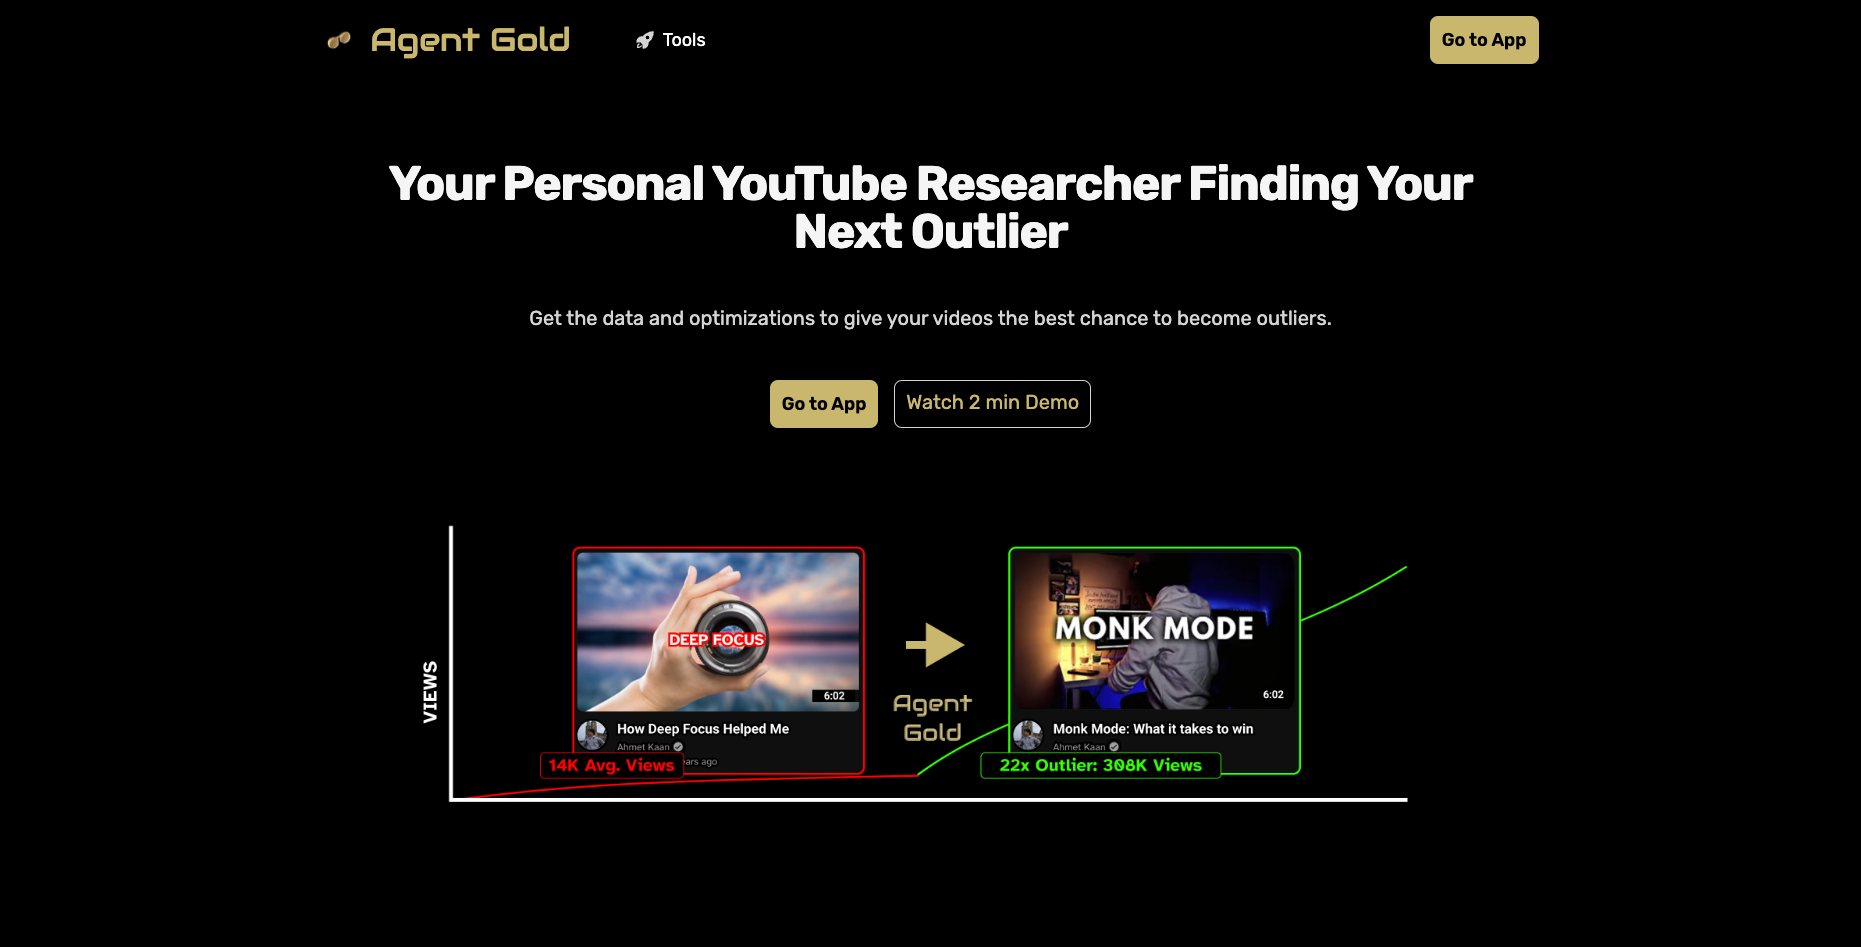 Agent Gold
Tools
Go to App
Your Personal YouTube Researcher Finding Your
Next Outlier
Get the data and optimizations to give your videos the best chance to become outliers.
Go to App
Watch 2 min Demo
VIEWS
DEEP FOCUS
6:02
How Deep Focus Helped Me
Ahmet Kaan
ago
14K Avg. Views
Agent
Gold
MONK MODE
6:02
Monk Mode: What it takes to win
Ahmet Kaan
22x Outlier: 308K Views